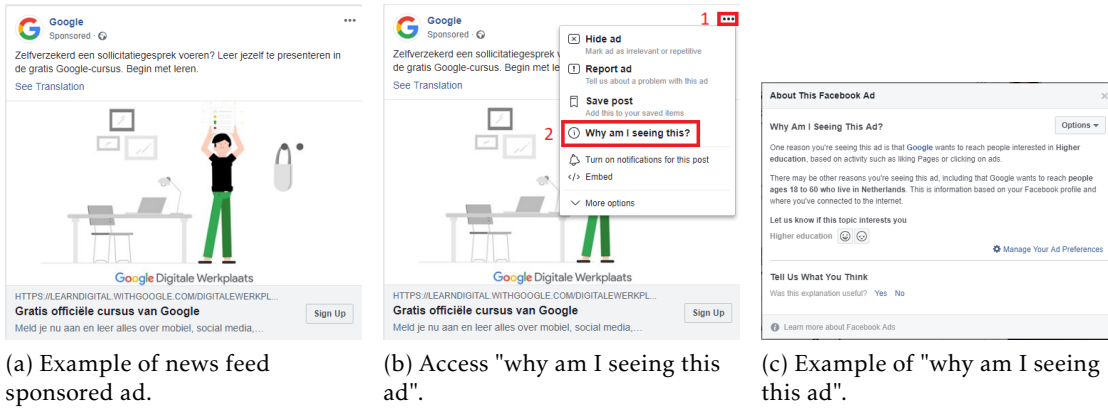 Google
Sponsored ·
Zelfverzekerd een sollicitatiegesprek voeren? Leer jezelf te presenteren in
de gratis Google-cursus. Begin met leren.
See Translation
Google Digitale Werkplaats
HTTPS://LEARNDIGITAL.WITHGOOGLE.COM/DIGITALEWERKPL...
Gratis officiële cursus van Google
Sign Up
Meld je nu aan en leer alles over mobiel, social media,...
(a) Example of news feed
sponsored ad.
Google
1
Sponsored ·
Zelfverzekerd een sollicitatiegesprek v
de gratis Google-cursus. Begin met le
See Translation
Hide ad
Mark ad as irrelevant or repetitive
Report ad
Tell us about a problem with this ad
Save post
Add this to your saved items
2
Why am I seeing this?
Turn on notifications for this post
</> Embed
More options
Google Digitale Werkplaats
HTTPS://LEARNDIGITAL.WITHGOOGLE.COM/DIGITALEWERKPL...
Gratis officiële cursus van Google
Sign Up
Meld je nu aan en leer alles over mobiel, social media,...
(b) Access "why am I seeing this
ad".
About This Facebook Ad
Why Am I Seeing This Ad?
Options
One reason you're seeing this ad is that Google wants to reach people interested in Higher
education, based on activity such as liking Pages or clicking on ads.
There may be other reasons you're seeing this ad, including that Google wants to reach people
ages 18 to 60 who live in Netherlands. This is information based on your Facebook profile and
where you've connected to the internet.
Let us know if this topic interests you
Higher education
Manage Your Ad Preferences
Tell Us What You Think
Was this explanation useful? Yes No
Learn more about Facebook Ads
(c) Example of "why am I seeing
this ad".